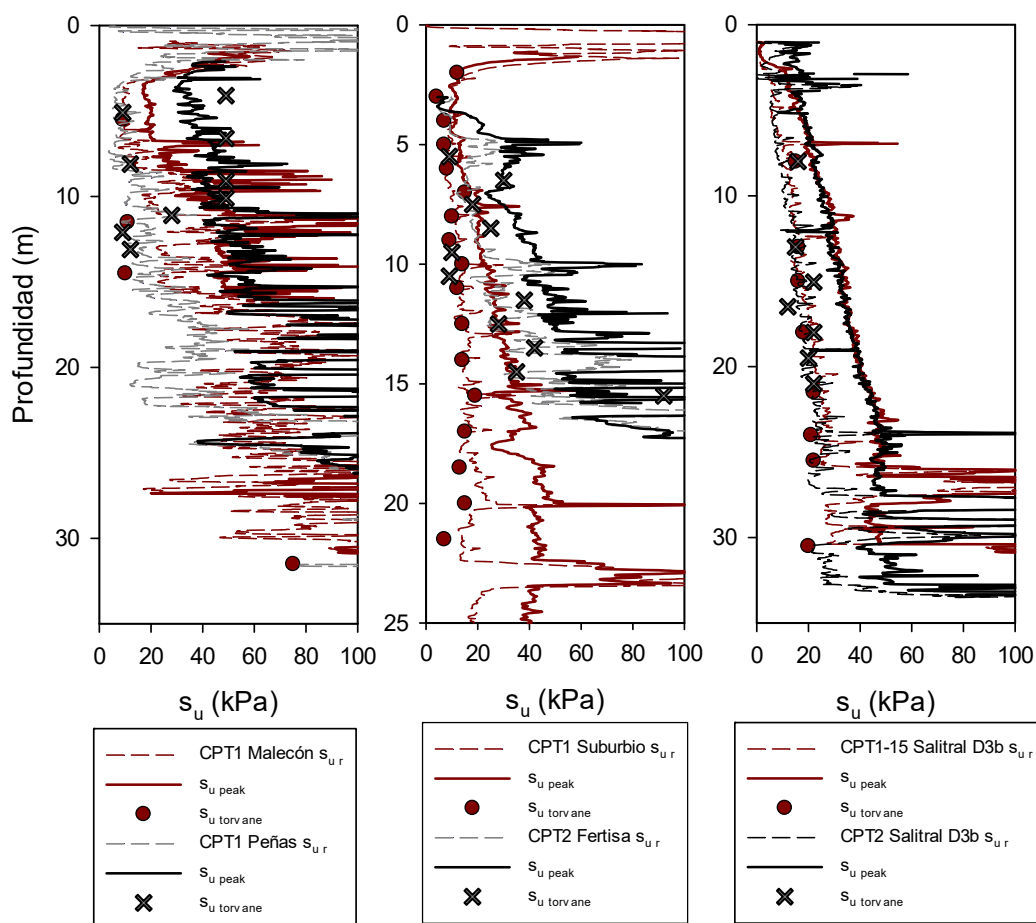 0
10
20
30
Profundidad (m)
0 20 40 60 80 100
s_u (kPa)
0
5
10
15
20
25
0 20 40 60 80 100
s_u (kPa)
0
10
20
30
0 20 40 60 80 100
s_u (kPa)
CPT1 Malecón s_u r
s_u peak
s_u torvane
CPT1 Peñas s_u r
s_u peak
s_u torvane
CPT1 Suburbio s_u r
s_u peak
s_u torvane
CPT2 Fertisa s_u r
s_u peak
s_u torvane
CPT1-15 Salitral D3b s_u r
s_u peak
s_u torvane
CPT2 Salitral D3b s_u r
s_u peak
s_u torvane